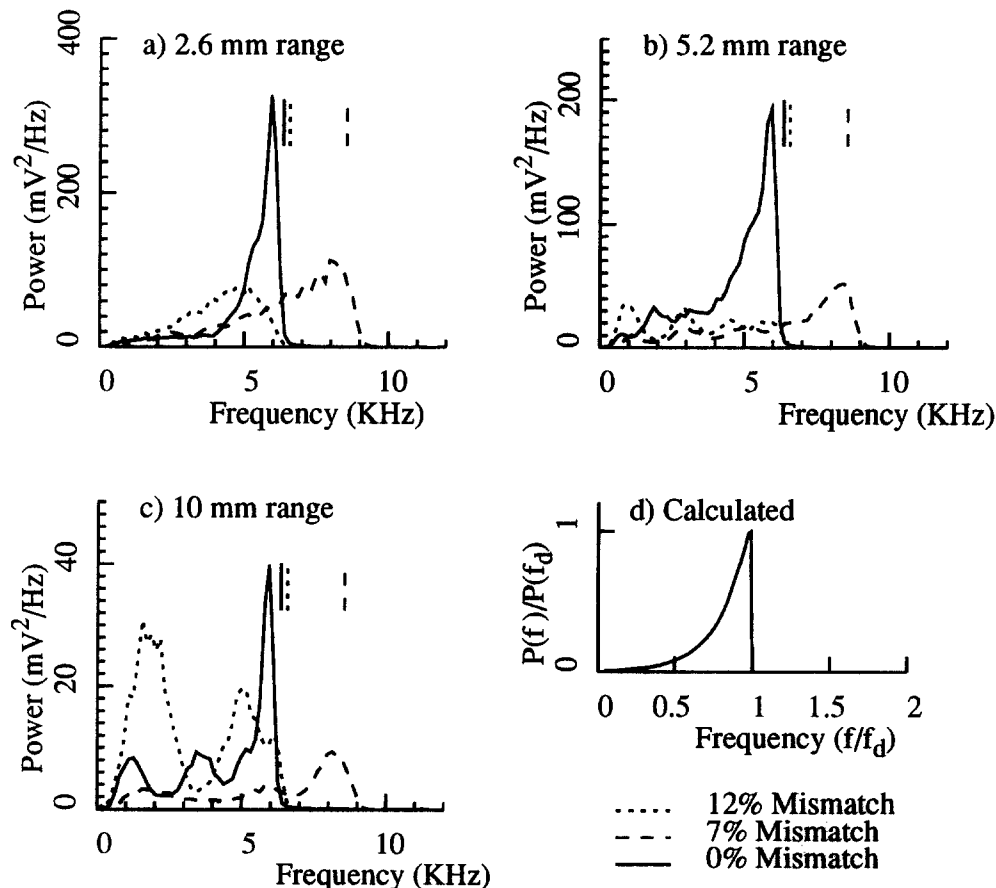 a) 2.6 mm range
400
200
0
Power (mV²/Hz)
0 5 10
Frequency (KHz)
b) 5.2 mm range
200
100
0
Power (mV²/Hz)
0 5 10
Frequency (KHz)
c) 10 mm range
40
20
0
Power (mV²/Hz)
0 5 10
Frequency (KHz)
d) Calculated
1
0
P(f)/P(f_d)
0 0.5 1 1.5 2
Frequency (f/f_d)
12% Mismatch
7% Mismatch
0% Mismatch